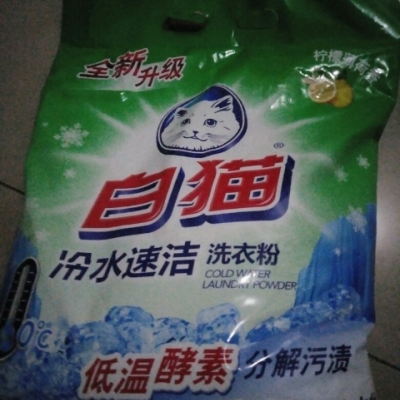 全新升级
柠檬清香
®
白猫
冷水速洁 洗衣粉
COLD WATER
LAUNDRY POWDER
0℃
低温酵素 分解污渍